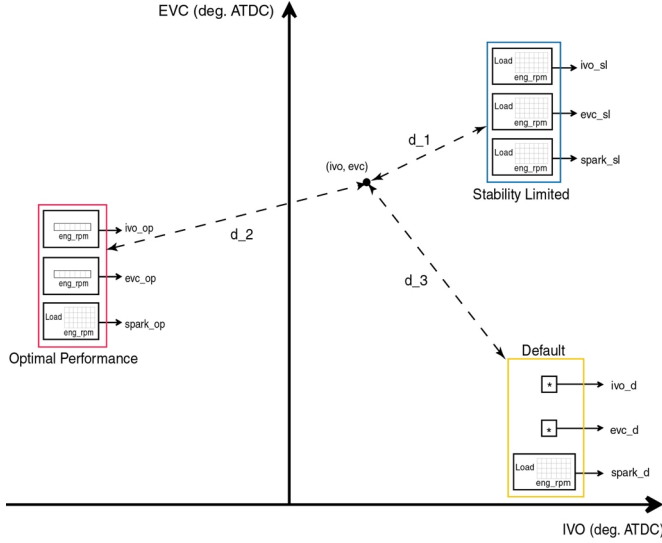 EVC (deg. ATDC)
Load
eng_rpm
ivo_sl
Load
eng_rpm
evc_sl
Load
eng_rpm
spark_sl
Stability Limited
d_1
(ivo, evc)
d_2
d_3
eng_rpm
ivo_op
eng_rpm
evc_op
Load
eng_rpm
spark_op
Optimal Performance
Default
*
ivo_d
*
evc_d
Load
eng_rpm
spark_d
IVO (deg. ATDC)